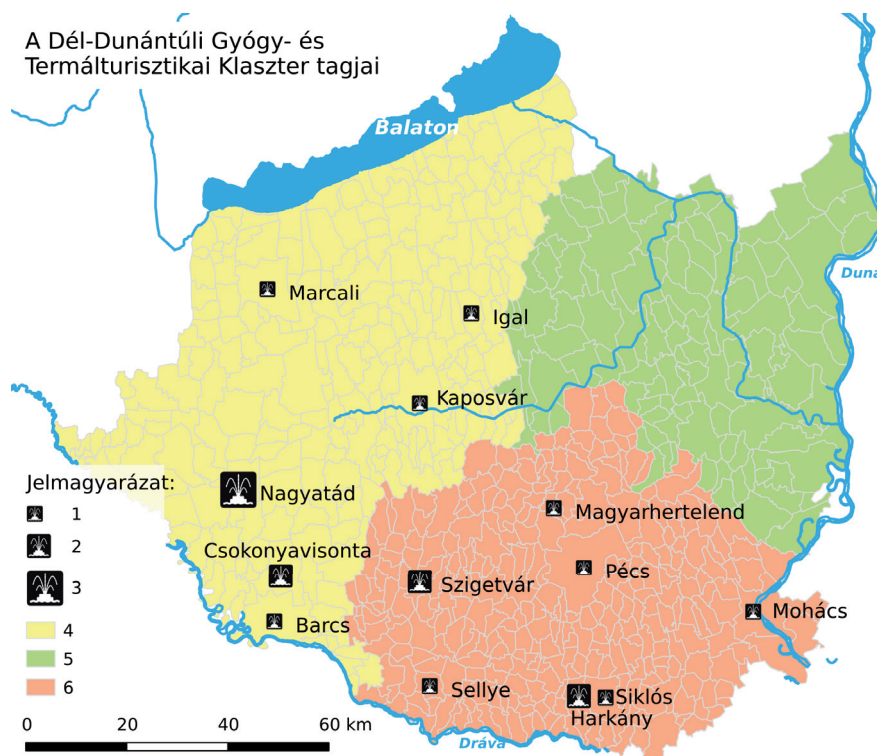 A Dél-Dunántúli Gyógy- és
Termálturisztikai Klaszter tagjai
Balaton
Duna
Marcali
Igal
Kaposvár
Jelmagyarázat:
1
2
3
4
5
6
Nagyatád
Csokonyavisonta
Barcs
Magyarhertelend
Pécs
Szigetvár
Mohács
Sellye
Siklós
Harkány
0 20 40 60 km
Dráva